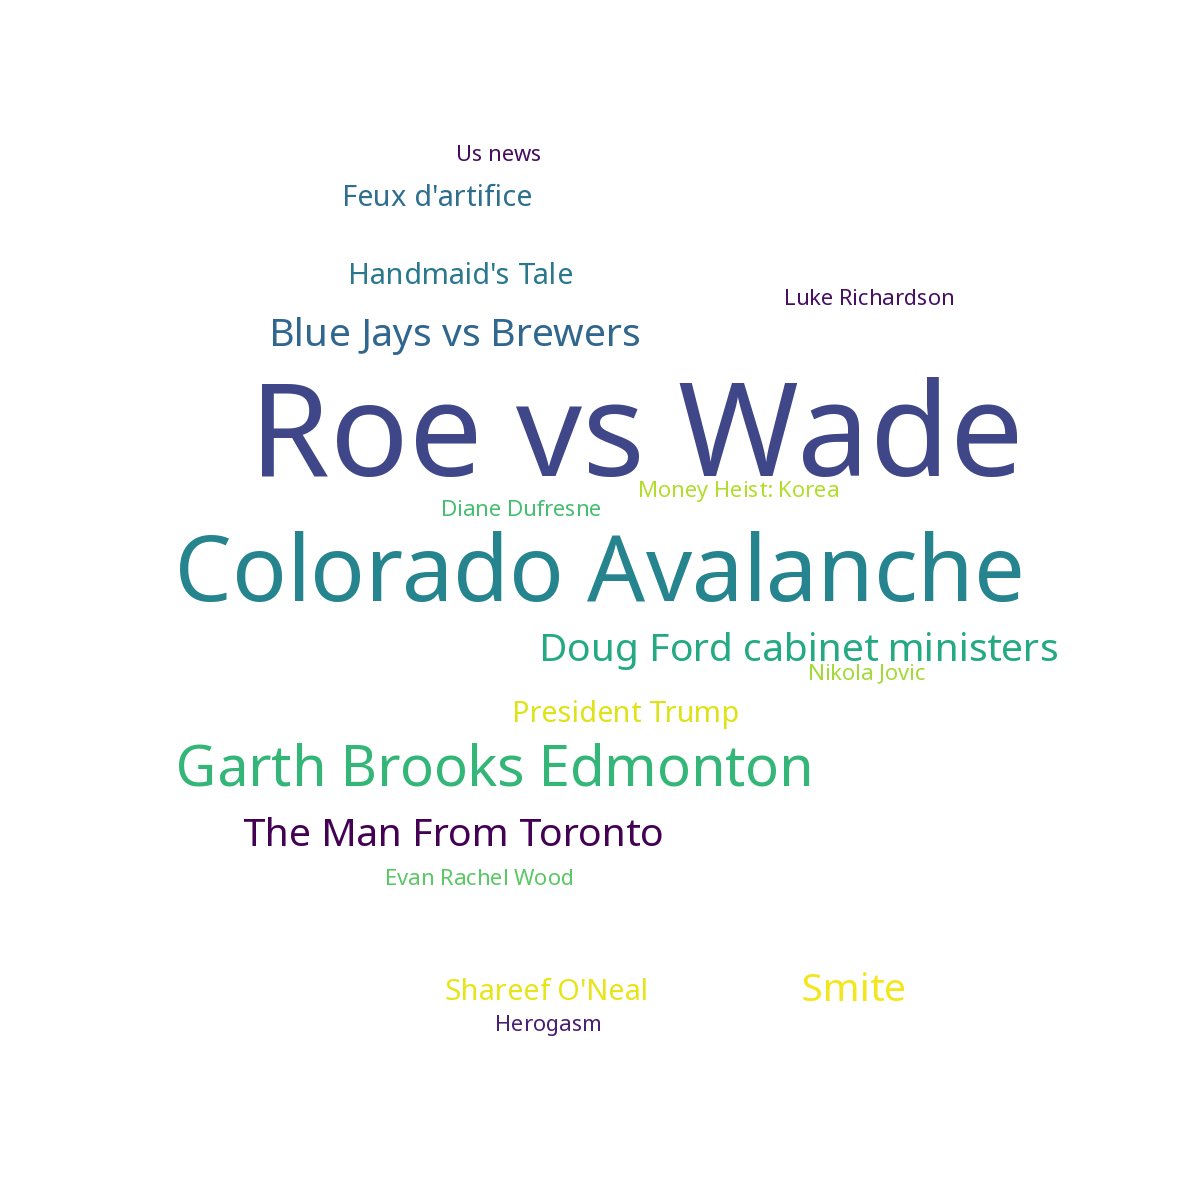 Us news
Feux d'artifice
Handmaid's Tale
Luke Richardson
Blue Jays vs Brewers
Roe vs Wade
Money Heist: Korea
Diane Dufresne
Colorado Avalanche
Doug Ford cabinet ministers
Nikola Jovic
President Trump
Garth Brooks Edmonton
The Man From Toronto
Evan Rachel Wood
Shareef O'Neal
Smite
Herogasm